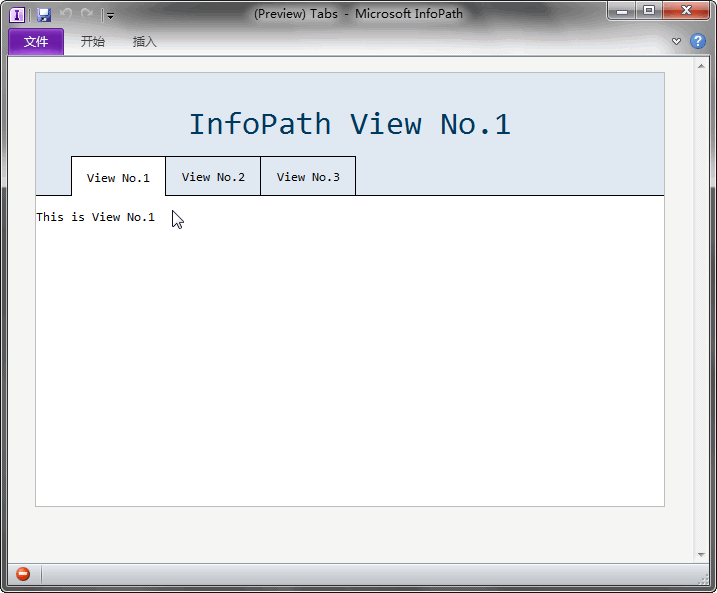 (Preview) Tabs - Microsoft InfoPath
文件 开始 插入
InfoPath View No.1
View No.1 View No.2 View No.3
This is View No.1